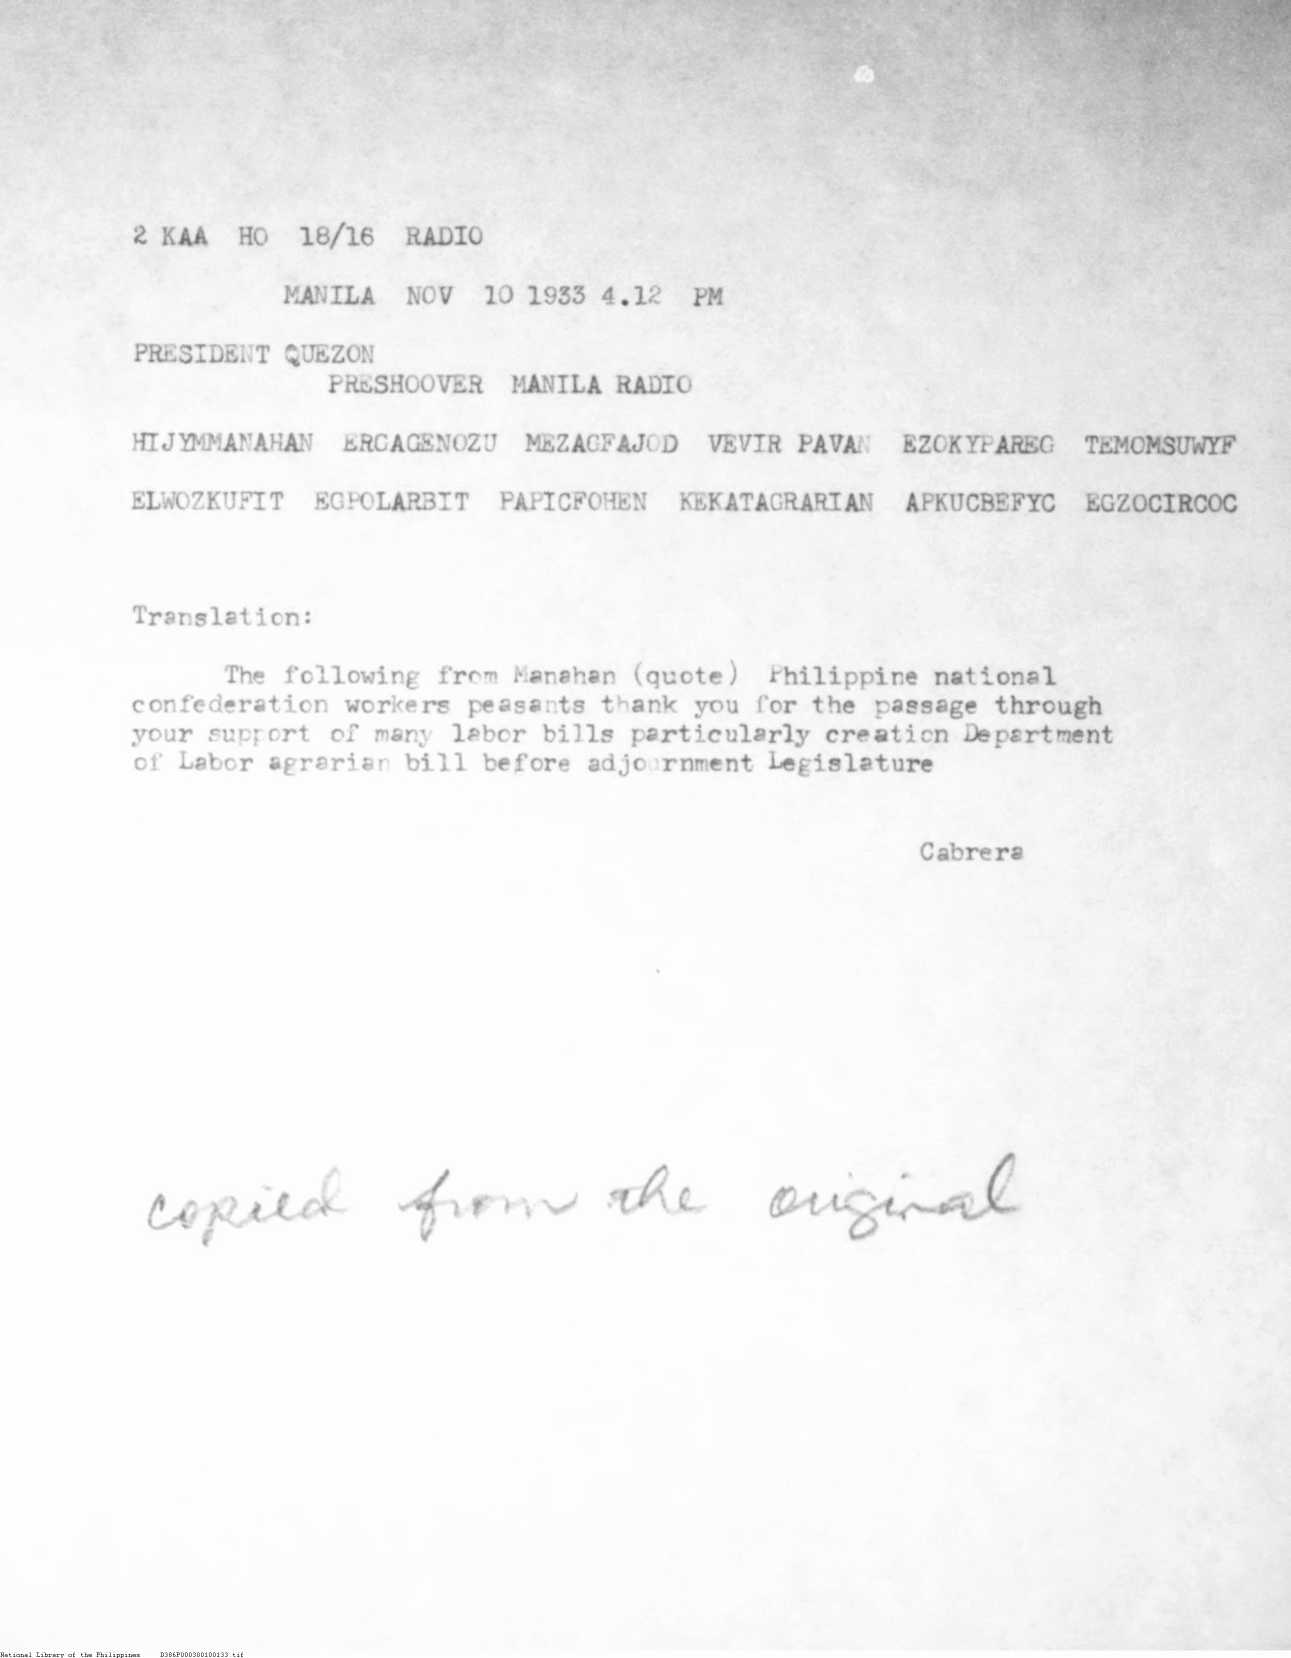 2 KAA HO 18/16 RADIO
MANILA NOV 10 1933 4.12 PM
PRESIDENT QUEZON
PRESHOOVER MANILA RADIO
HIJYMMANAHAN ERCAGENOZU MEZAGFAJOD VEVIR PAVAN EZOKYPAREG TEMOMSUWYF
ELWOZKUFIT EGPOLARBIT PAPICFOHEN KEKATAGRARIAN APKUCBEFYC EGZOCIRCOC
Translation:
The following from Manahan (quote) Philippine national
confederation workers peasants thank you for the passage through
your support of many labor bills particularly creation Department
of Labor agrarian bill before adjournment Legislature
Cabrera
copied from the original
National Library of the Philippines D386P000300100133.tif